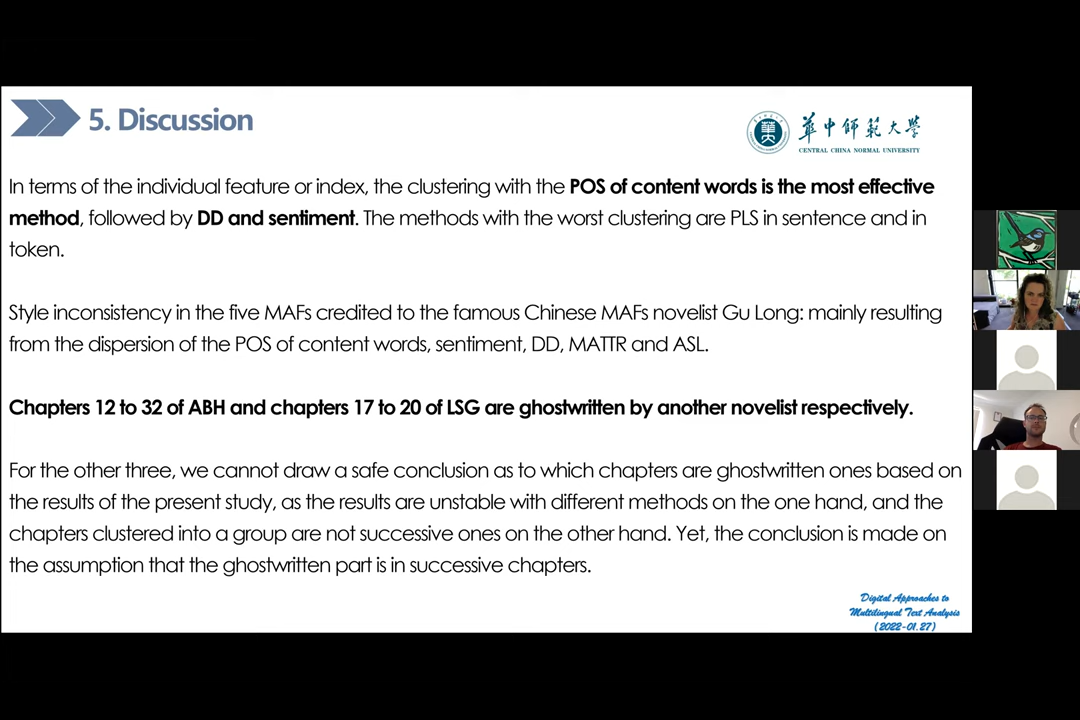 5. Discussion
華中師範大學
CENTRAL CHINA NORMAL UNIVERSITY
In terms of the individual feature or index, the clustering with the POS of content words is the most effective
method, followed by DD and sentiment. The methods with the worst clustering are PLS in sentence and in
token.
Style inconsistency in the five MAFs credited to the famous Chinese MAFs novelist Gu Long: mainly resulting
from the dispersion of the POS of content words, sentiment, DD, MATTR and ASL.
Chapters 12 to 32 of ABH and chapters 17 to 20 of LSG are ghostwritten by another novelist respectively.
For the other three, we cannot draw a safe conclusion as to which chapters are ghostwritten ones based on
the results of the present study, as the results are unstable with different methods on the one hand, and the
chapters clustered into a group are not successive ones on the other hand. Yet, the conclusion is made on
the assumption that the ghostwritten part is in successive chapters.
Digital Approaches to
Multilingual Text Analysis
(2022-01.27)